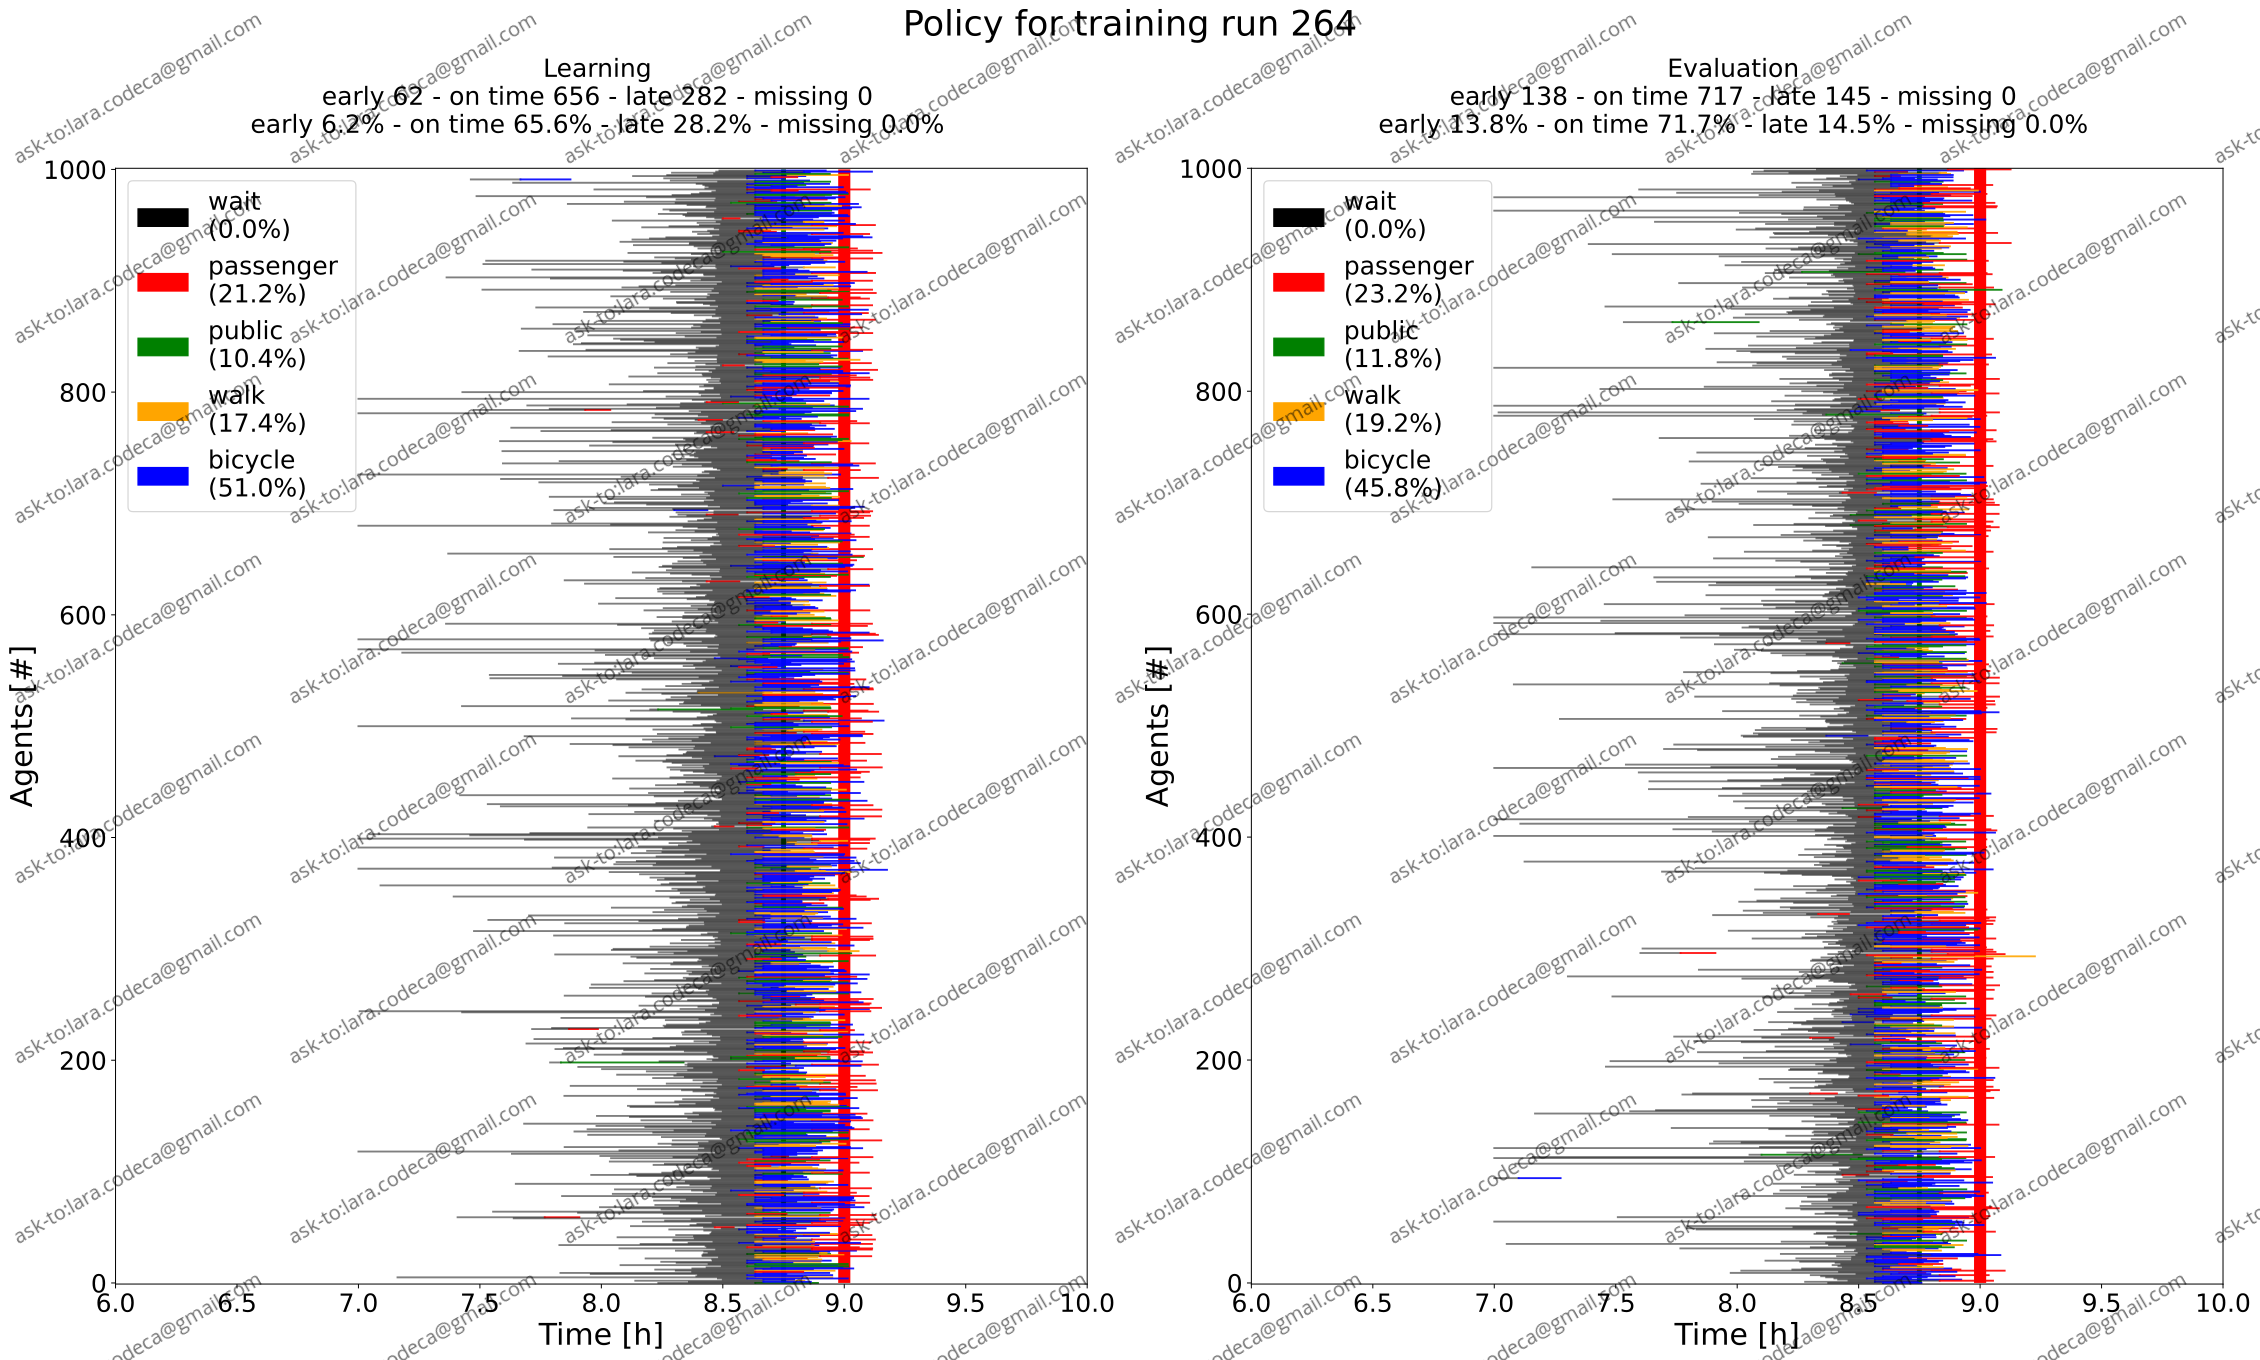 Policy for training run 264
Learning
early 62 - on time 656 - late 282 - missing 0
early 6.2% - on time 65.6% - late 28.2% - missing 0.0%
1000
800
600
400
200
0
Agents [#]
wait
(0.0%)
passenger
(21.2%)
public
(10.4%)
walk
(17.4%)
bicycle
(51.0%)
6.0 6.5 7.0 7.5 8.0 8.5 9.0 9.5 10.0
Time [h]
Evaluation
early 138 - on time 717 - late 145 - missing 0
early 13.8% - on time 71.7% - late 14.5% - missing 0.0%
1000
800
600
400
200
0
Agents [#]
wait
(0.0%)
passenger
(23.2%)
public
(11.8%)
walk
(19.2%)
bicycle
(45.8%)
6.0 6.5 7.0 7.5 8.0 8.5 9.0 9.5 10.0
Time [h]
ask-to:lara.codeca@gmail.com